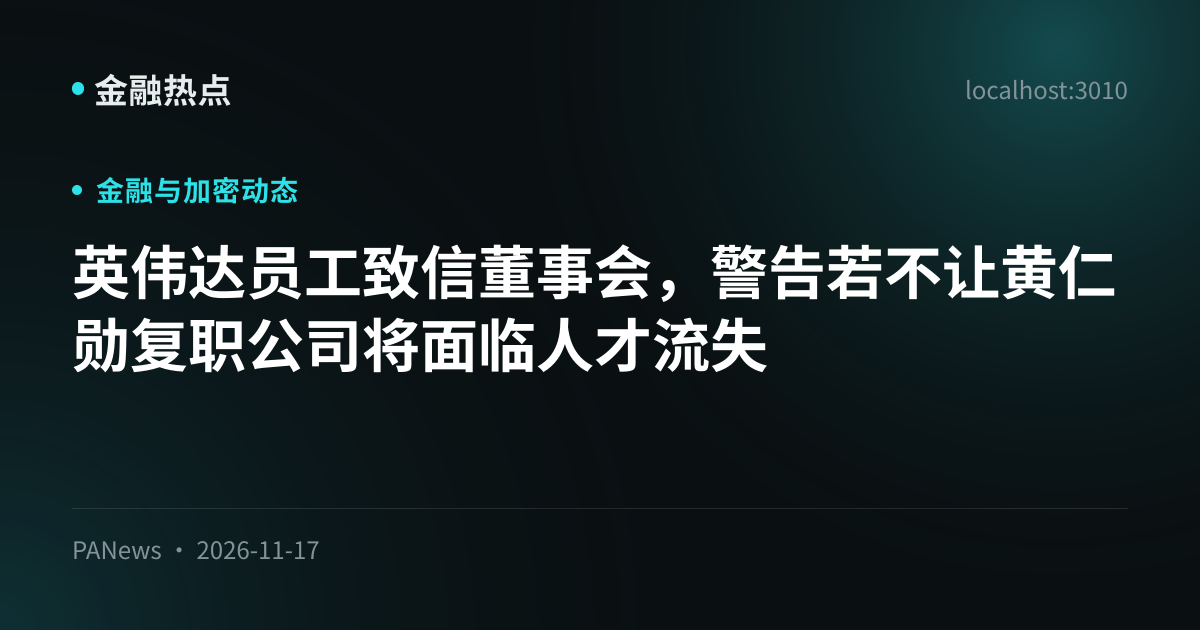 金融热点
localhost:3010
金融与加密动态
英伟达员工致信董事会，警告若不让黄仁
勋复职公司将面临人才流失
PANews • 2026-11-17